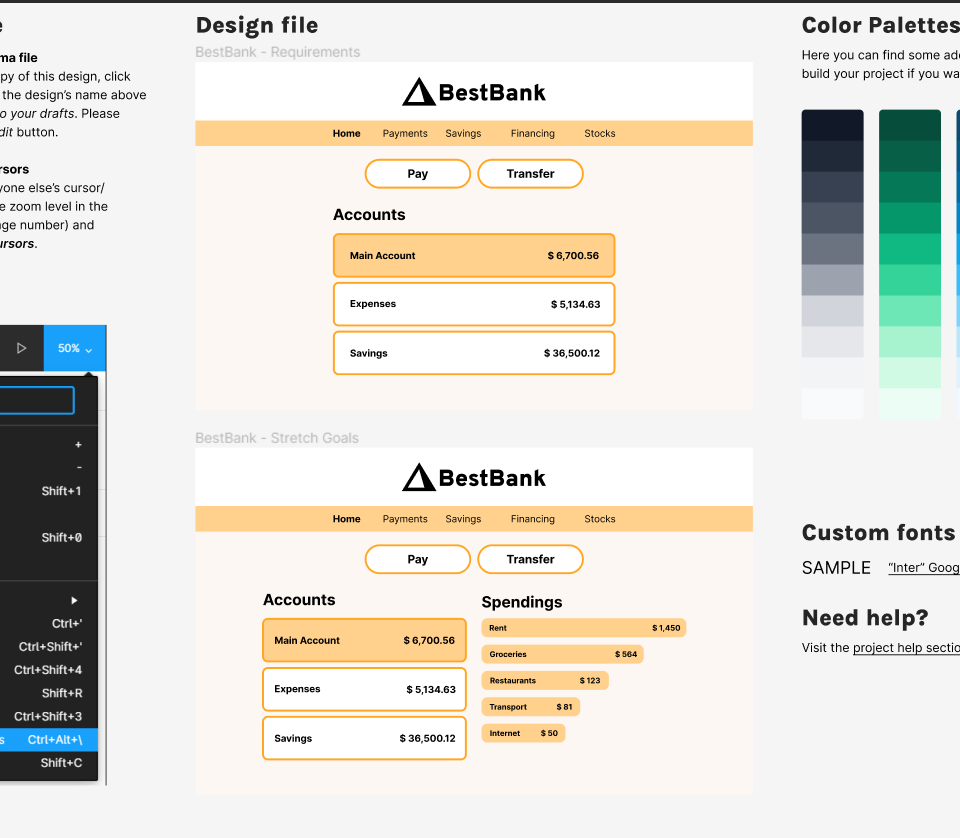 e
ma file
py of this design, click
the design's name above
o your drafts. Please
dit button.
rsors
yone else's cursor/
e zoom level in the
age number) and
ursors.
50%
+
-
Shift+1
Shift+0
Ctrl+'
Ctrl+Shift+'
Ctrl+Shift+4
Shift+R
Ctrl+Shift+3
s Ctrl+Alt+\
Shift+C
Design file
BestBank - Requirements
BestBank
Home Payments Savings Financing Stocks
Pay Transfer
Accounts
Main Account $ 6,700.56
Expenses $ 5,134.63
Savings $ 36,500.12
BestBank - Stretch Goals
BestBank
Home Payments Savings Financing Stocks
Pay Transfer
Accounts
Main Account $ 6,700.56
Expenses $ 5,134.63
Savings $ 36,500.12
Spendings
Rent $ 1,450
Groceries $ 564
Restaurants $ 123
Transport $ 81
Internet $ 50
Color Palettes
Here you can find some add
build your project if you wa
Custom fonts
SAMPLE "Inter" Goog
Need help?
Visit the project help sectio